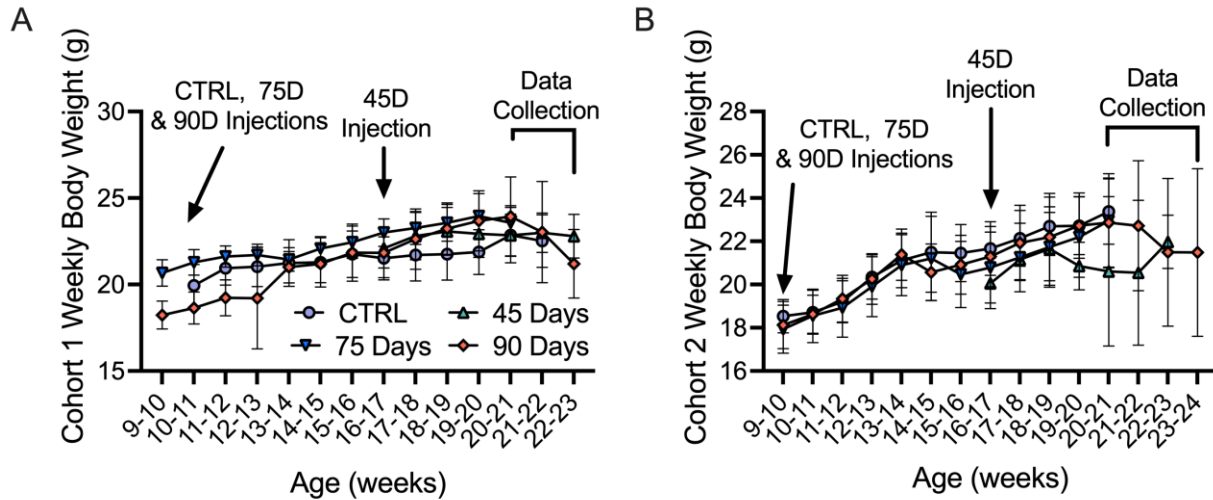 A
Cohort 1 Weekly Body Weight (g)
30
25
20
15
CTRL, 75D
& 90D Injections
45D
Injection
Data
Collection
CTRL
45 Days
75 Days
90 Days
9-10
10-11
11-12
12-13
13-14
14-15
15-16
16-17
17-18
18-19
19-20
20-21
21-22
22-23
Age (weeks)
B
Cohort 2 Weekly Body Weight (g)
28
26
24
22
20
18
16
CTRL, 75D
& 90D Injections
45D
Injection
Data
Collection
9-10
10-11
11-12
12-13
13-14
14-15
15-16
16-17
17-18
18-19
19-20
20-21
21-22
22-23
23-24
Age (weeks)